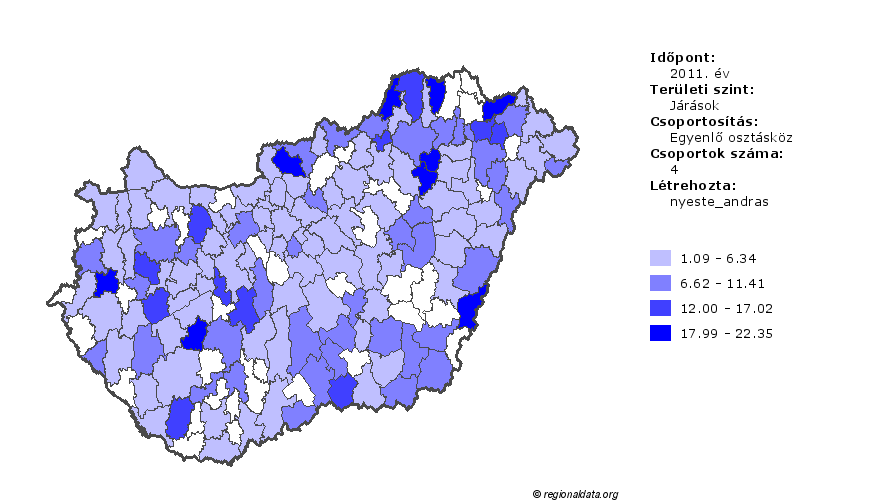 Időpont:
2011. év
Területi szint:
Járások
Csoportosítás:
Egyenlő osztásköz
Csoportok száma:
4
Létrehozta:
nyeste_andras
1.09 - 6.34
6.62 - 11.41
12.00 - 17.02
17.99 - 22.35
© regionaldata.org